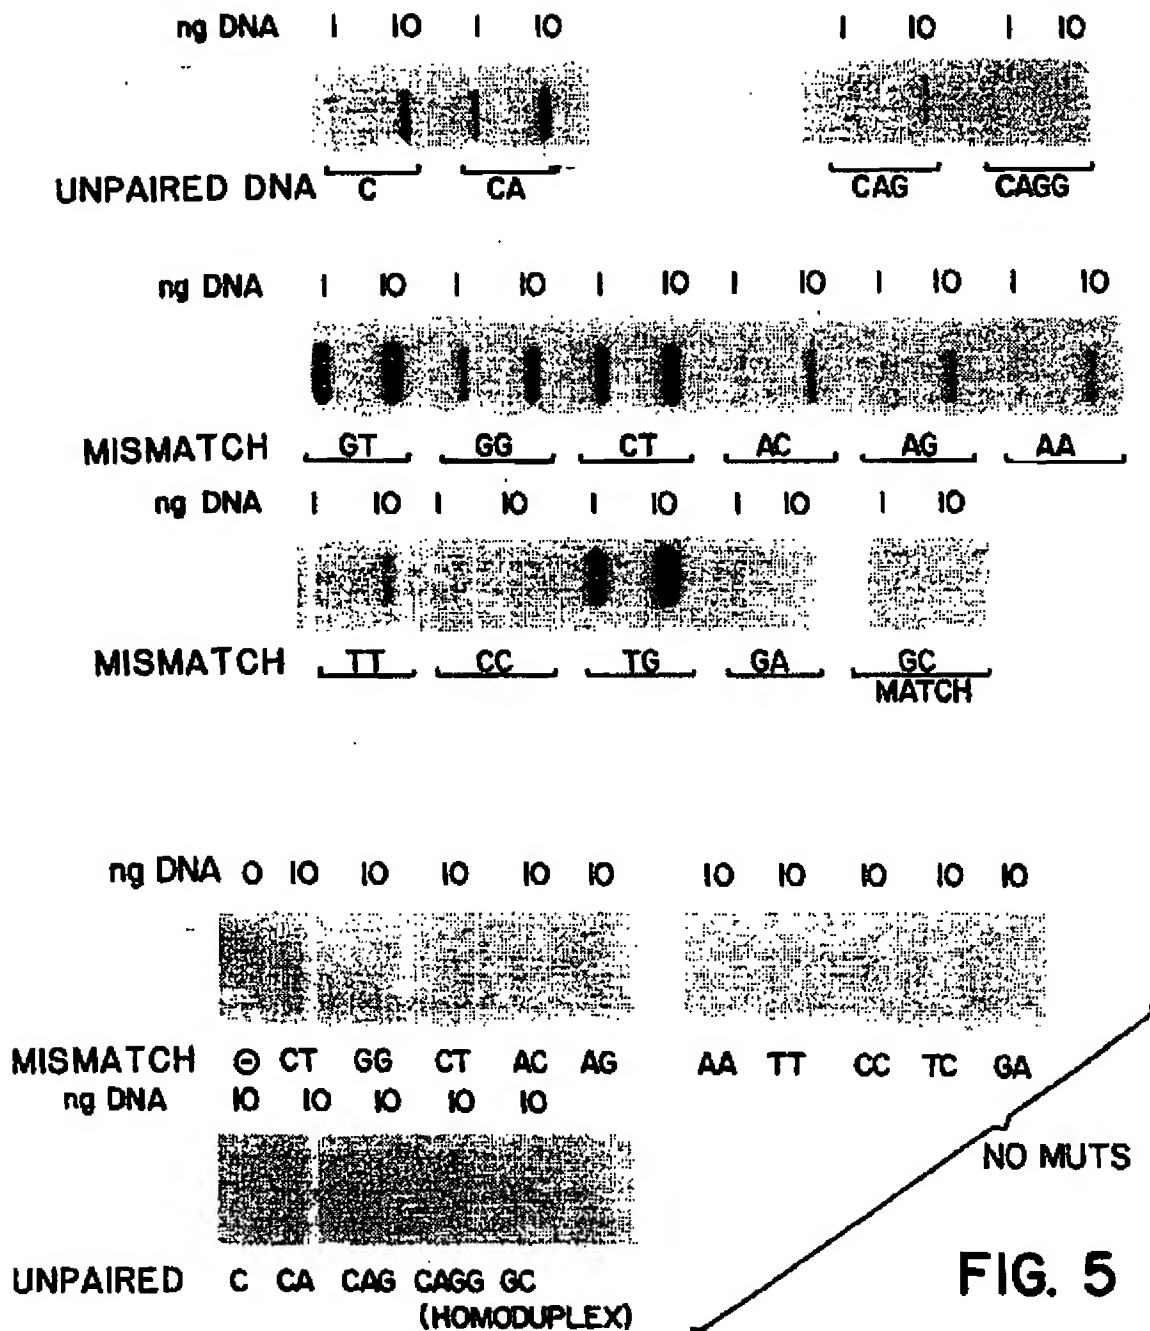 ng DNA 1 10 1 10 1 10 1 10
UNPAIRED DNA C CA CAG CAGG
ng DNA 1 10 1 10 1 10 1 10 1 10 1 10
MISMATCH GT GG CT AC AG AA
ng DNA 1 10 1 10 1 10 1 10 1 10
MISMATCH TT CC TG GA GC
MATCH
ng DNA 0 10 10 10 10 10 10 10 10 10 10
MISMATCH ⊖ CT GG CT AC AG AA TT CC TC GA
ng DNA 10 10 10 10 10
NO MUTS
UNPAIRED C CA CAG CAGG GC
(HOMODUPLEX)
FIG. 5